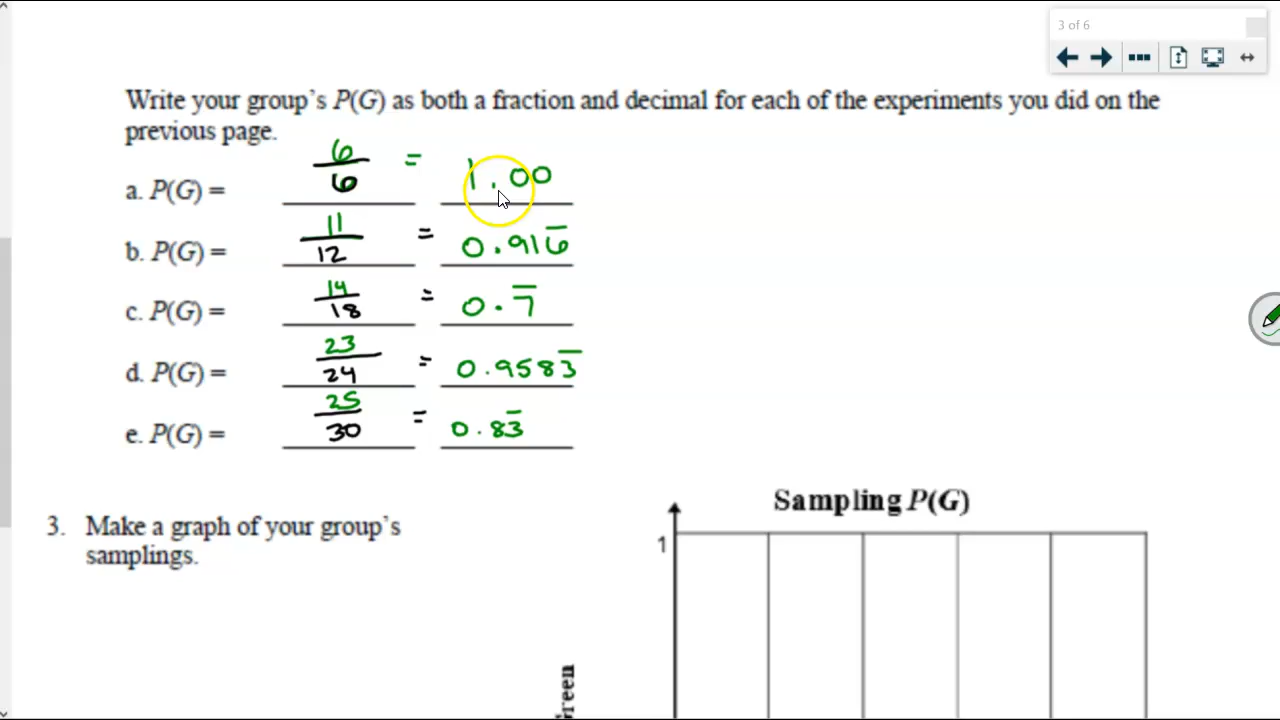 3 of 6
Write your group's P(G) as both a fraction and decimal for each of the experiments you did on the
previous page.
a. P(G) = 6/6 = 1.00
b. P(G) = 11/12 = 0.916̅
c. P(G) = 14/18 = 0.7̅
d. P(G) = 23/24 = 0.9583̅
e. P(G) = 25/30 = 0.83̅
3. Make a graph of your group's
samplings.
Sampling P(G)
1